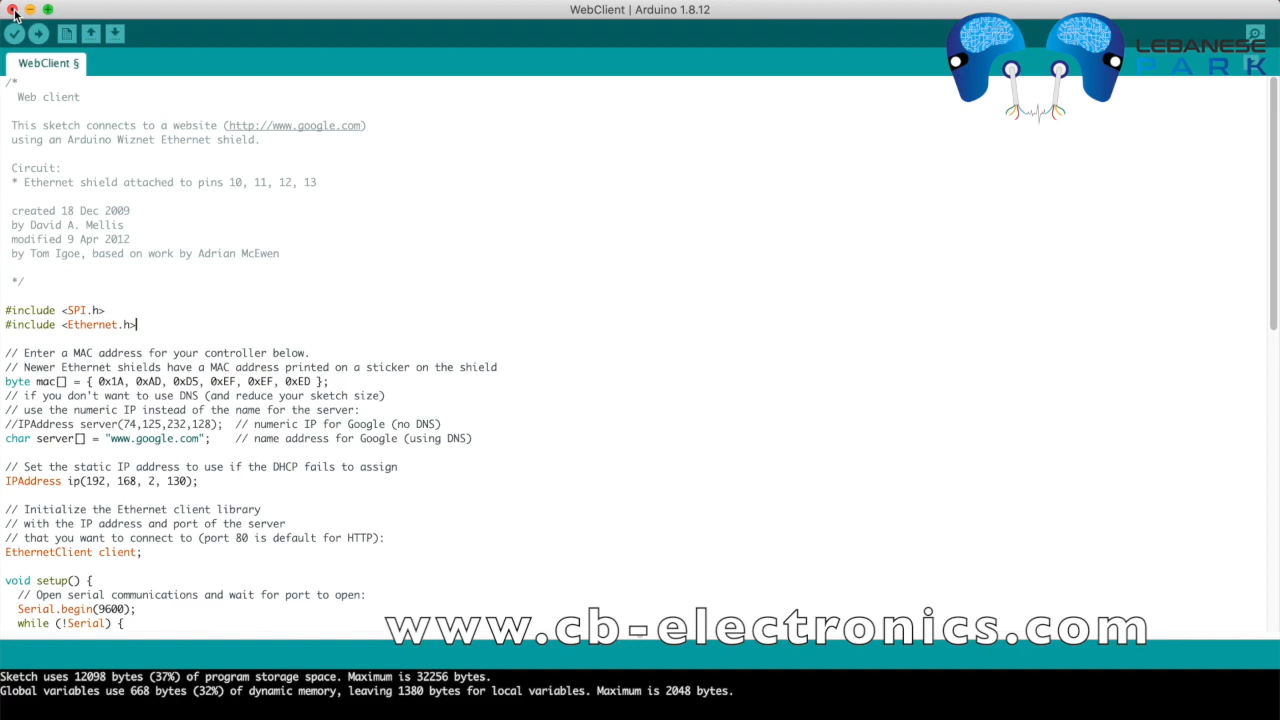 WebClient | Arduino 1.8.12
LEBANESE
PARK
WebClient §
/*
Web client
This sketch connects to a website (http://www.google.com)
using an Arduino Wiznet Ethernet shield.
Circuit:
* Ethernet shield attached to pins 10, 11, 12, 13
created 18 Dec 2009
by David A. Mellis
modified 9 Apr 2012
by Tom Igoe, based on work by Adrian McEwen
*/
#include <SPI.h>
#include <Ethernet.h>
// Enter a MAC address for your controller below.
// Newer Ethernet shields have a MAC address printed on a sticker on the shield
byte mac[] = { 0x1A, 0xAD, 0xD5, 0xEF, 0xEF, 0xED };
// if you don't want to use DNS (and reduce your sketch size)
// use the numeric IP instead of the name for the server:
//IPAddress server(74,125,232,128);  // numeric IP for Google (no DNS)
char server[] = "www.google.com";    // name address for Google (using DNS)
// Set the static IP address to use if the DHCP fails to assign
IPAddress ip(192, 168, 2, 130);
// Initialize the Ethernet client library
// with the IP address and port of the server
// that you want to connect to (port 80 is default for HTTP):
EthernetClient client;
void setup() {
// Open serial communications and wait for port to open:
Serial.begin(9600);
while (!Serial) {
www.cb-electronics.com
Sketch uses 12098 bytes (37%) of program storage space. Maximum is 32256 bytes.
Global variables use 668 bytes (32%) of dynamic memory, leaving 1380 bytes for local variables. Maximum is 2048 bytes.